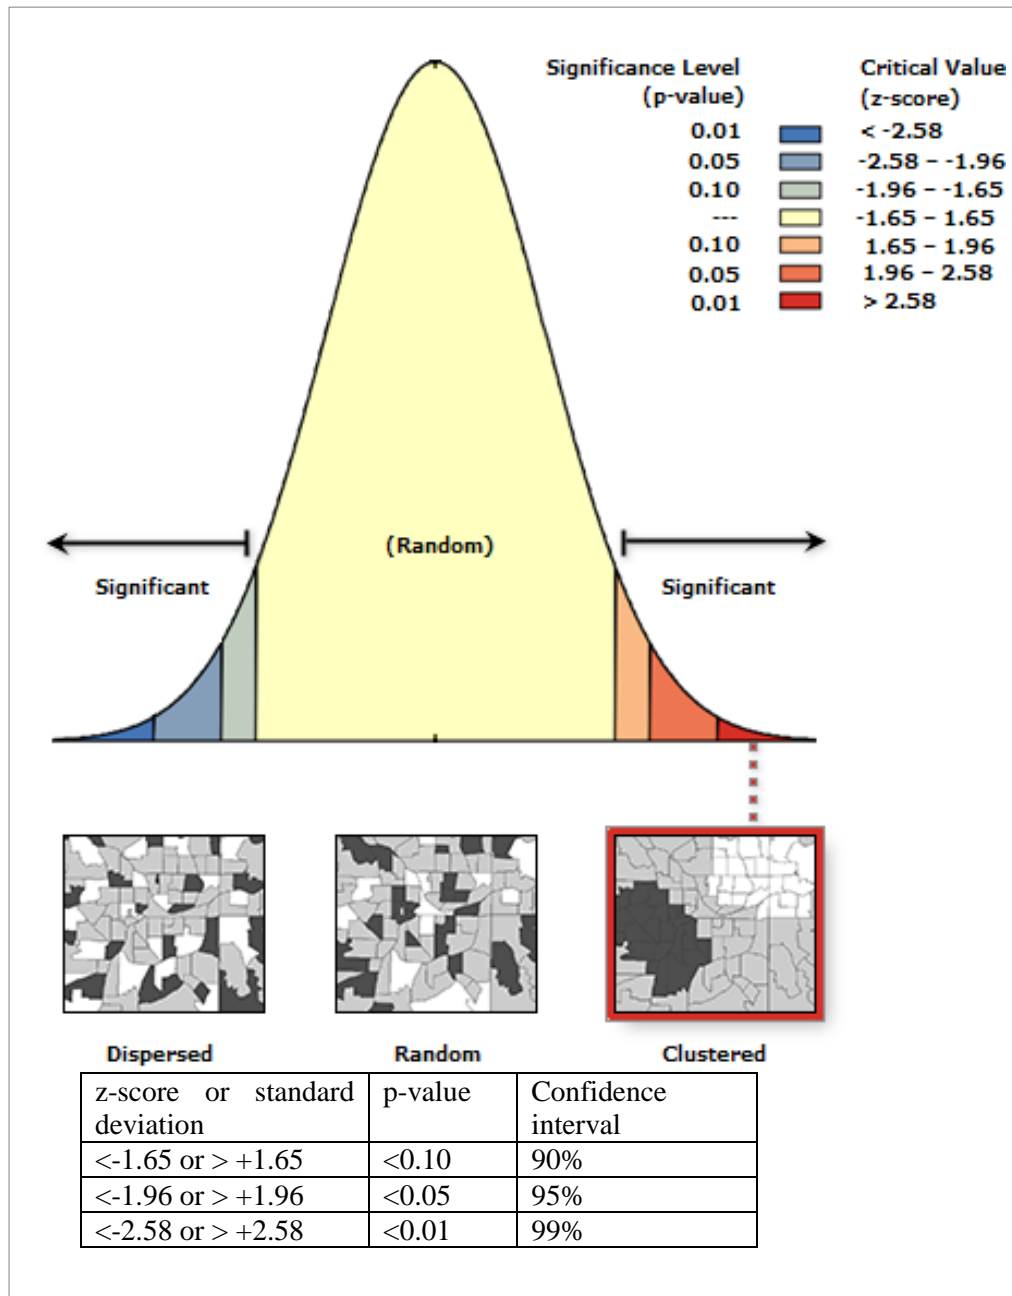 Significance Level Critical Value
(p-value) (z-score)
0.01 < -2.58
0.05 -2.58 – -1.96
0.10 -1.96 – -1.65
--- -1.65 – 1.65
0.10 1.65 – 1.96
0.05 1.96 – 2.58
0.01 > 2.58
(Random)
Significant Significant
Dispersed Random Clustered
z-score or standard p-value Confidence
deviation interval
<-1.65 or > +1.65 <0.10 90%
<-1.96 or > +1.96 <0.05 95%
<-2.58 or > +2.58 <0.01 99%